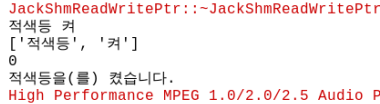 JackShmReadWritePtr::~JackShmReadWritePtr
적색등 켜
['적색등', '켜']
0
적색등을(를) 켰습니다.
High Performance MPEG 1.0/2.0/2.5 Audio P